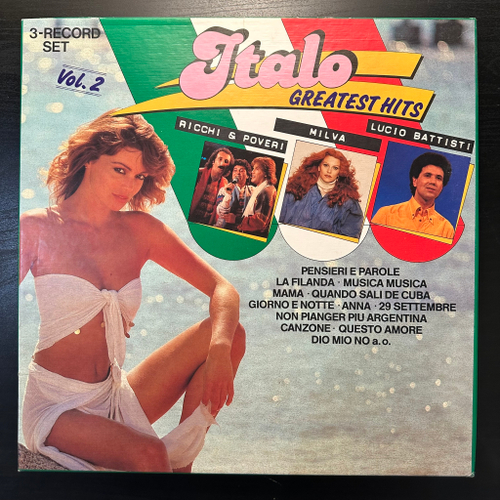 3-RECORD
SET
Vol. 2
Italo
GREATEST HITS
RICCHI & POVERI
MILVA
LUCIO BATTISTI
PENSIERI E PAROLE
LA FILANDA · MUSICA MUSICA
MAMA · QUANDO SALI DE CUBA
GIORNO E NOTTE · ANNA · 29 SETTEMBRE
NON PIANGER PIU ARGENTINA
CANZONE · QUESTO AMORE
DIO MIO NO a.o.